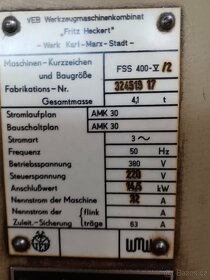 VEB Werkzeugmaschinenkombinat
"Fritz Heckert"
- Werk Karl-Marx-Stadt -
Maschinen-Kurzzeichen und Baugröße FSS 400-V/2
Fabrikations-Nr. 324513 17
Gesamtmasse 4,1 t
Stromlaufplan AMK 30
Bauschaltplan AMK 30
Stromart 3 ~
Frequenz 50 Hz
Betriebsspannung 380 V
Steuerspannung 220 V
Anschlußwert 14,5 kW
Nennstrom der Maschine 32 A
Nennstrom der flink A
Zuleit.-Sicherung träge 63 A
WMW